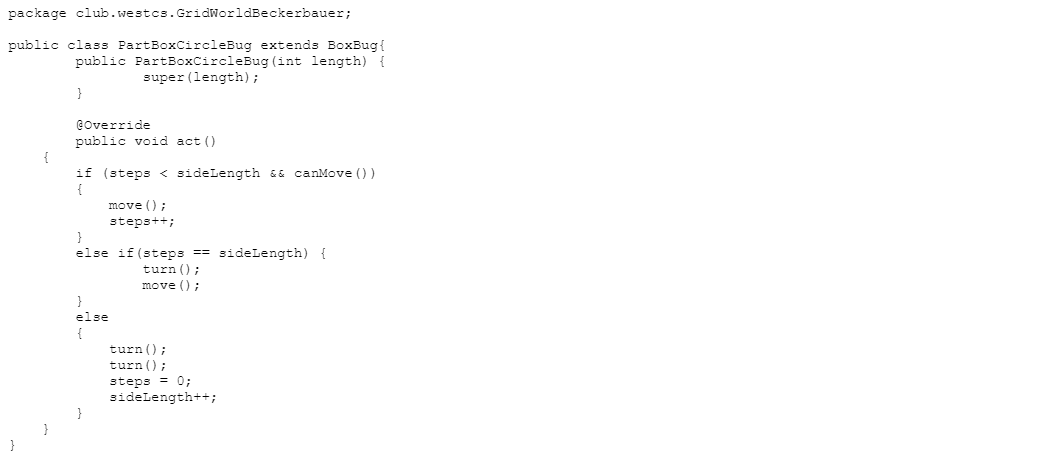 package club.westcs.GridWorldBeckerbauer;
public class PartBoxCircleBug extends BoxBug{
public PartBoxCircleBug(int length) {
super(length);
}
@Override
public void act()
{
if (steps < sideLength && canMove())
{
move();
steps++;
}
else if(steps == sideLength) {
turn();
move();
}
else
{
turn();
turn();
steps = 0;
sideLength++;
}
}
}